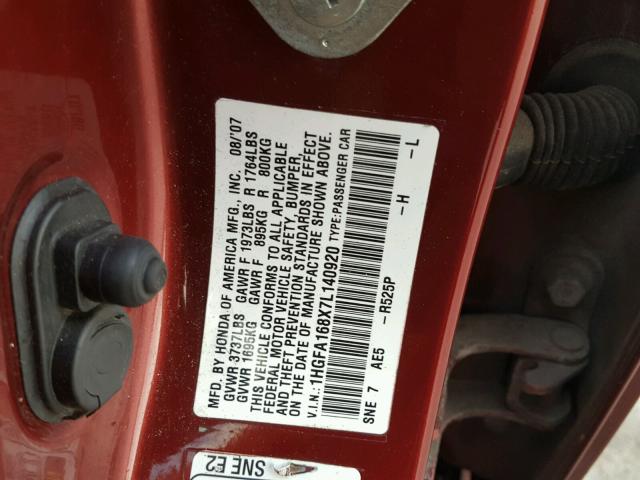 MFD. BY HONDA OF AMERICA MFG., INC. 08/'07
GVWR 3737LBS GAWR F 1973LBS R 1764LBS
GVWR 1695KG GAWR F 895KG R 800KG
THIS VEHICLE CONFORMS TO ALL APPLICABLE
FEDERAL MOTOR VEHICLE SAFETY, BUMPER,
AND THEFT PREVENTION STANDARDS IN EFFECT
ON THE DATE OF MANUFACTURE SHOWN ABOVE.
V.I.N.: 1HGFA168X7L140920 TYPE:PASSENGER CAR
SNE 7 AE5 -R525P -H -L
SNE E2